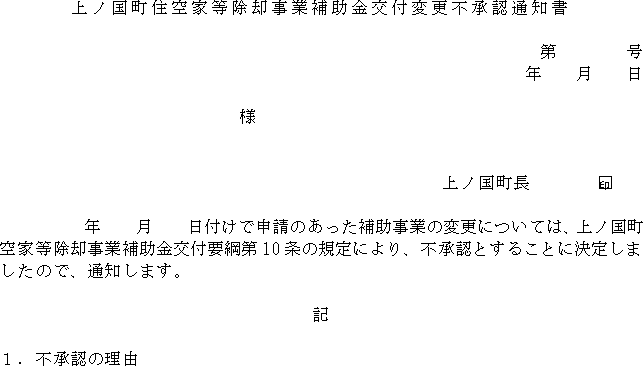 上ノ国町住空家等除却事業補助金交付変更不承認通知書
第　　　　号
年　　月　　日
様
上ノ国町長　　　　印
年　　月　　日付けで申請のあった補助事業の変更については、上ノ国町
空家等除却事業補助金交付要綱第10条の規定により、不承認とすることに決定しま
したので、通知します。
記
１．不承認の理由